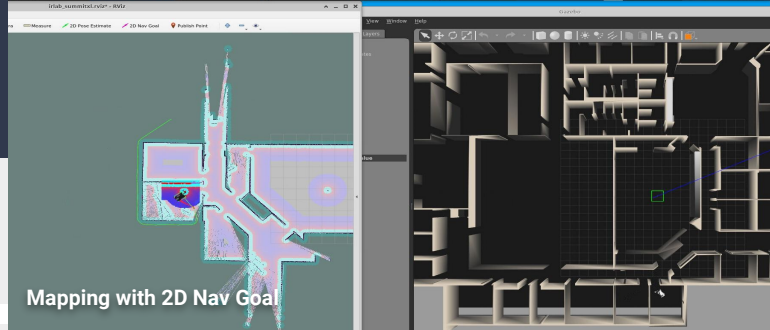 irlab_summitxl.rviz* - RViz
Measure
2D Pose Estimate
2D Nav Goal
Publish Point
Gazebo
View
Window
Help
Layers
Mapping with 2D Nav Goal